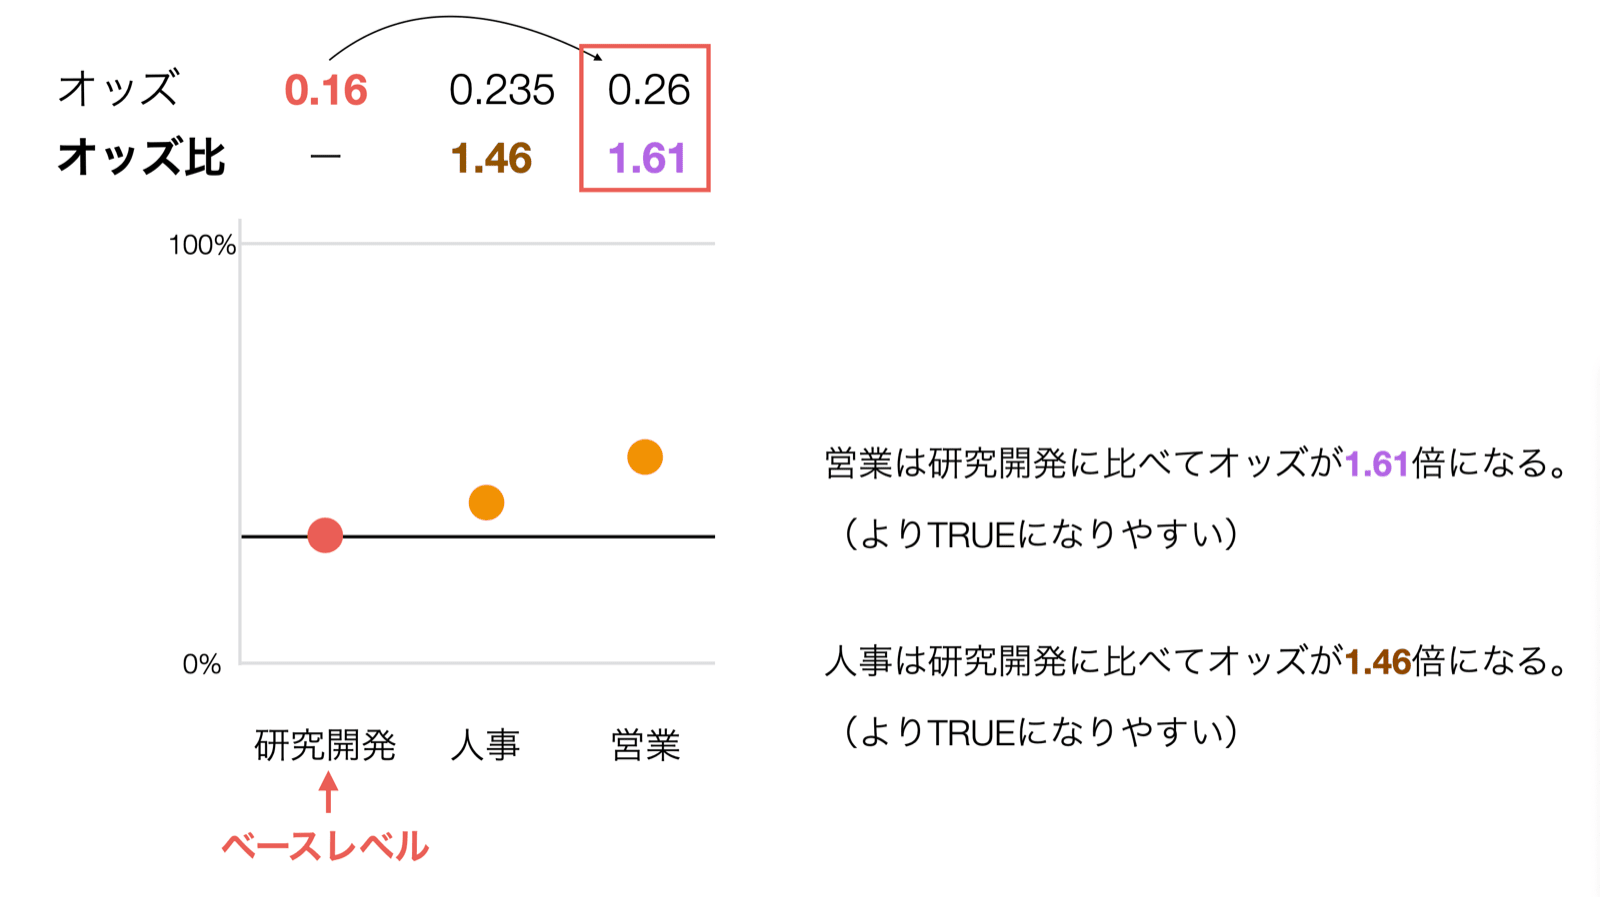 オッズ 0.16 0.235 0.26
オッズ比 － 1.46 1.61
100%
0%
研究開発 人事 営業
ベースレベル
営業は研究開発に比べてオッズが1.61倍になる。
（よりTRUEになりやすい）
人事は研究開発に比べてオッズが1.46倍になる。
（よりTRUEになりやすい）